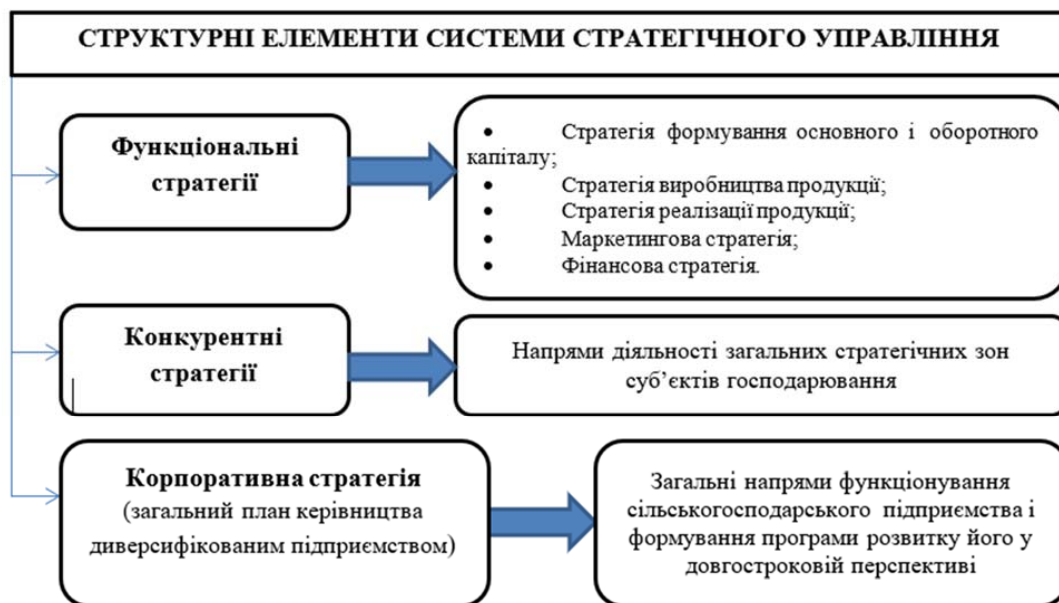 СТРУКТУРНІ ЕЛЕМЕНТИ СИСТЕМИ СТРАТЕГІЧНОГО УПРАВЛІННЯ
Функціональні
стратегії
• Стратегія формування основного і оборотного
капіталу;
• Стратегія виробництва продукції;
• Стратегія реалізації продукції;
• Маркетингова стратегія;
• Фінансова стратегія.
Конкурентні
стратегії
Напрями діяльності загальних стратегічних зон
суб’єктів господарювання
Корпоративна стратегія
(загальний план керівництва
диверсифікованим підприємством)
Загальні напрями функціонування
сільськогосподарського підприємства і
формування програми розвитку його у
довгостроковій перспективі